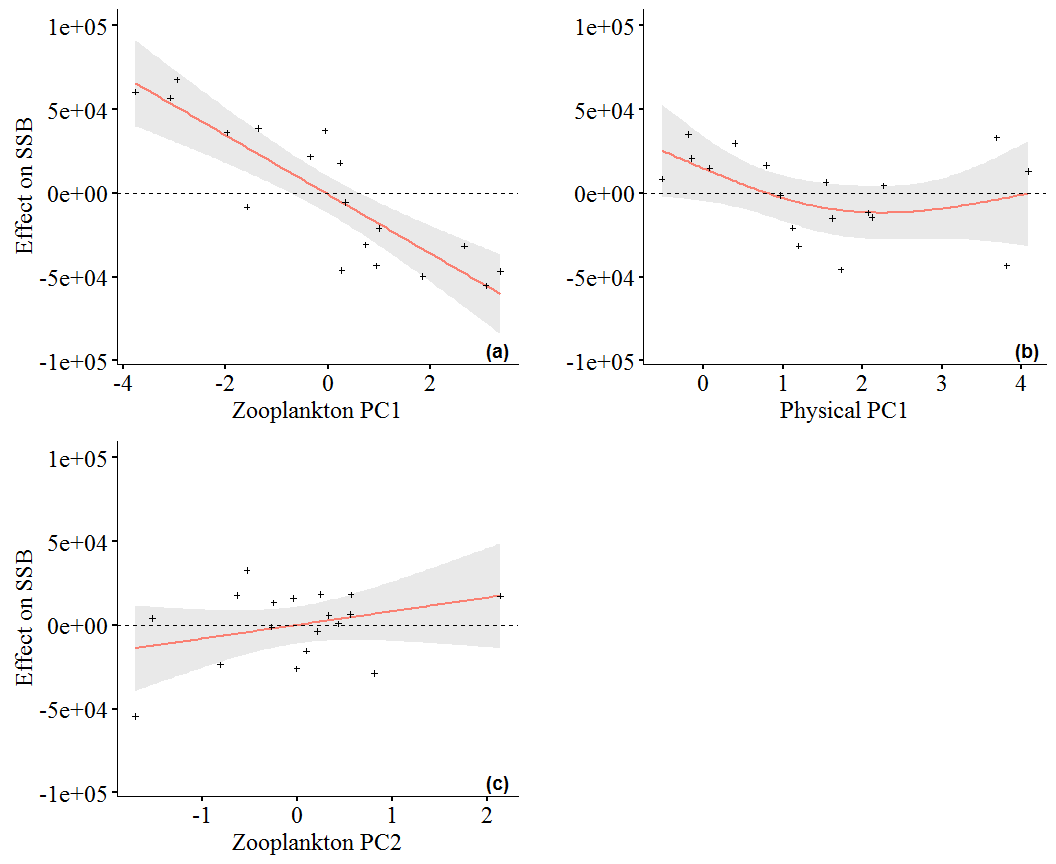 Effect on SSB
1e+05
5e+04
0e+00
-5e+04
-1e+05
-4 -2 0 2
Zooplankton PC1
(a)
1e+05
5e+04
0e+00
-5e+04
-1e+05
0 1 2 3 4
Physical PC1
(b)
Effect on SSB
1e+05
5e+04
0e+00
-5e+04
-1e+05
-1 0 1 2
Zooplankton PC2
(c)